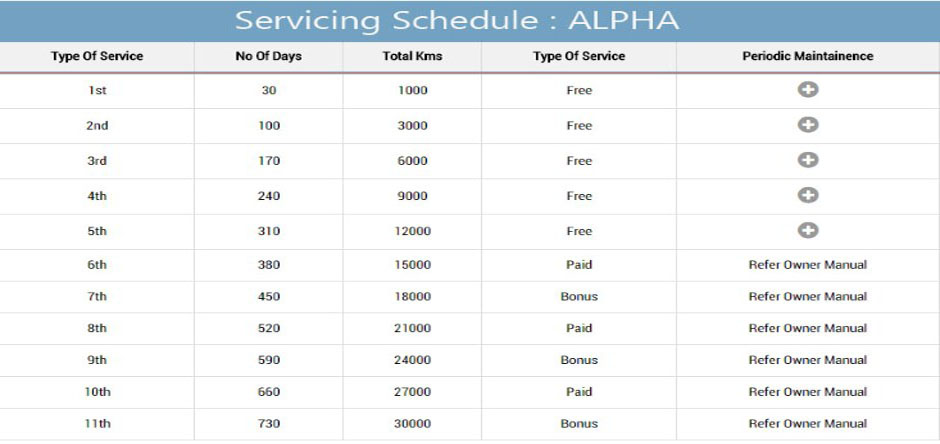 Servicing Schedule : ALPHA
Type Of Service No Of Days Total Kms Type Of Service Periodic Maintainence
1st 30 1000 Free
2nd 100 3000 Free
3rd 170 6000 Free
4th 240 9000 Free
5th 310 12000 Free
6th 380 15000 Paid Refer Owner Manual
7th 450 18000 Bonus Refer Owner Manual
8th 520 21000 Paid Refer Owner Manual
9th 590 24000 Bonus Refer Owner Manual
10th 660 27000 Paid Refer Owner Manual
11th 730 30000 Bonus Refer Owner Manual